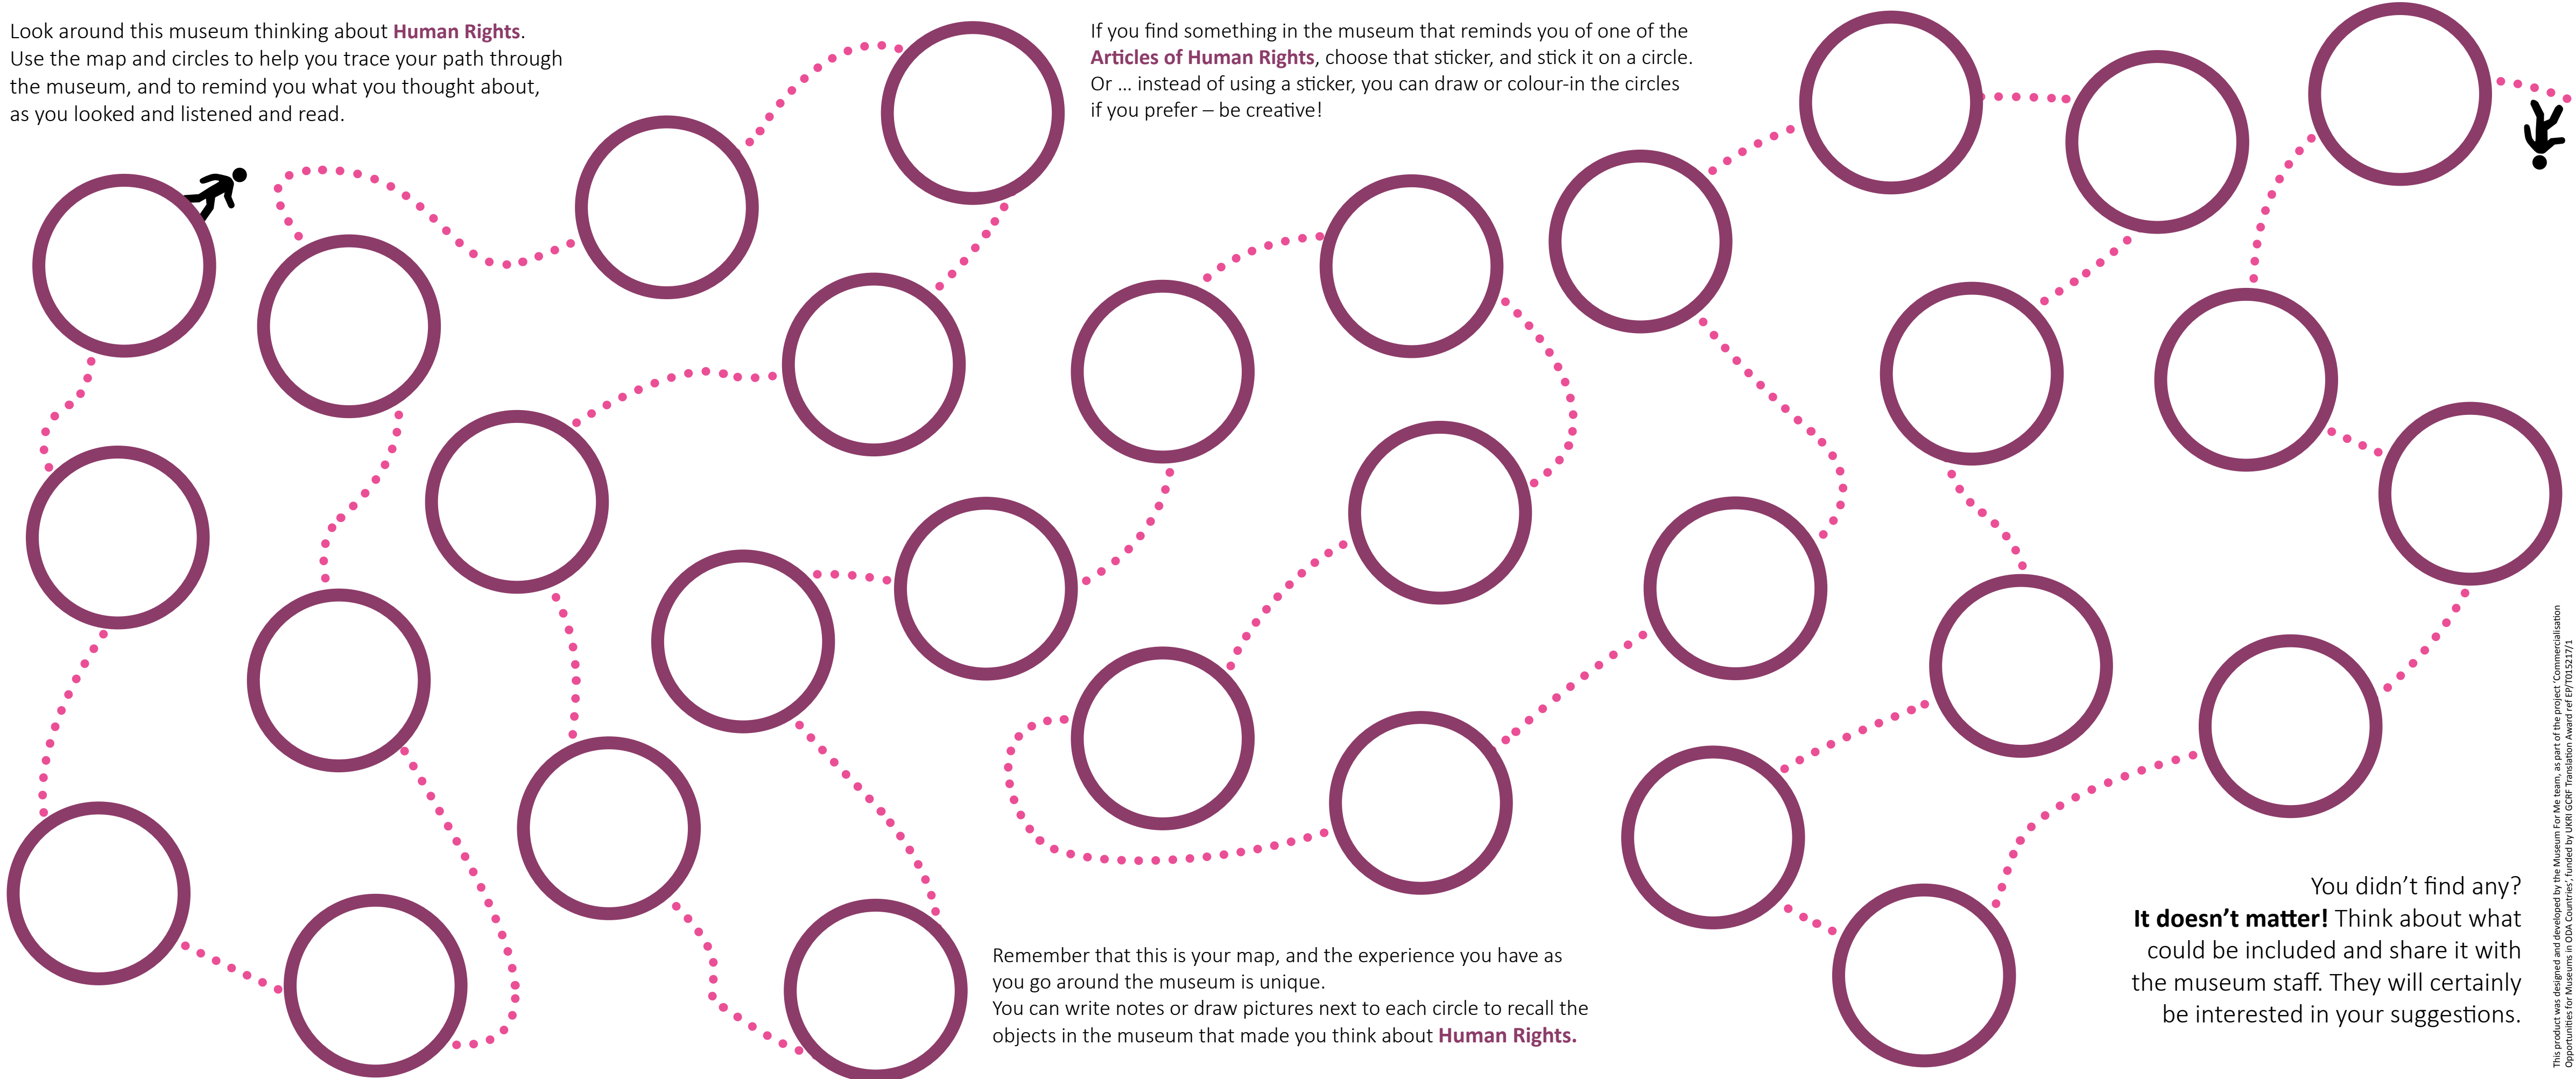 Look around this museum thinking about Human Rights.
Use the map and circles to help you trace your path through
the museum, and to remind you what you thought about,
as you looked and listened and read.
If you find something in the museum that reminds you of one of the
Articles of Human Rights, choose that sticker, and stick it on a circle.
Or ... instead of using a sticker, you can draw or colour-in the circles
if you prefer – be creative!
Remember that this is your map, and the experience you have as
you go around the museum is unique.
You can write notes or draw pictures next to each circle to recall the
objects in the museum that made you think about Human Rights.
You didn’t find any?
It doesn’t matter! Think about what
could be included and share it with
the museum staff. They will certainly
be interested in your suggestions.
This product was designed and developed by the Museum For Me team, as part of the project ‘Commercialisation
Opportunities for Museums in ODA Countries’, funded by UKRI GCRF Translation Award ref EP/T015217/1